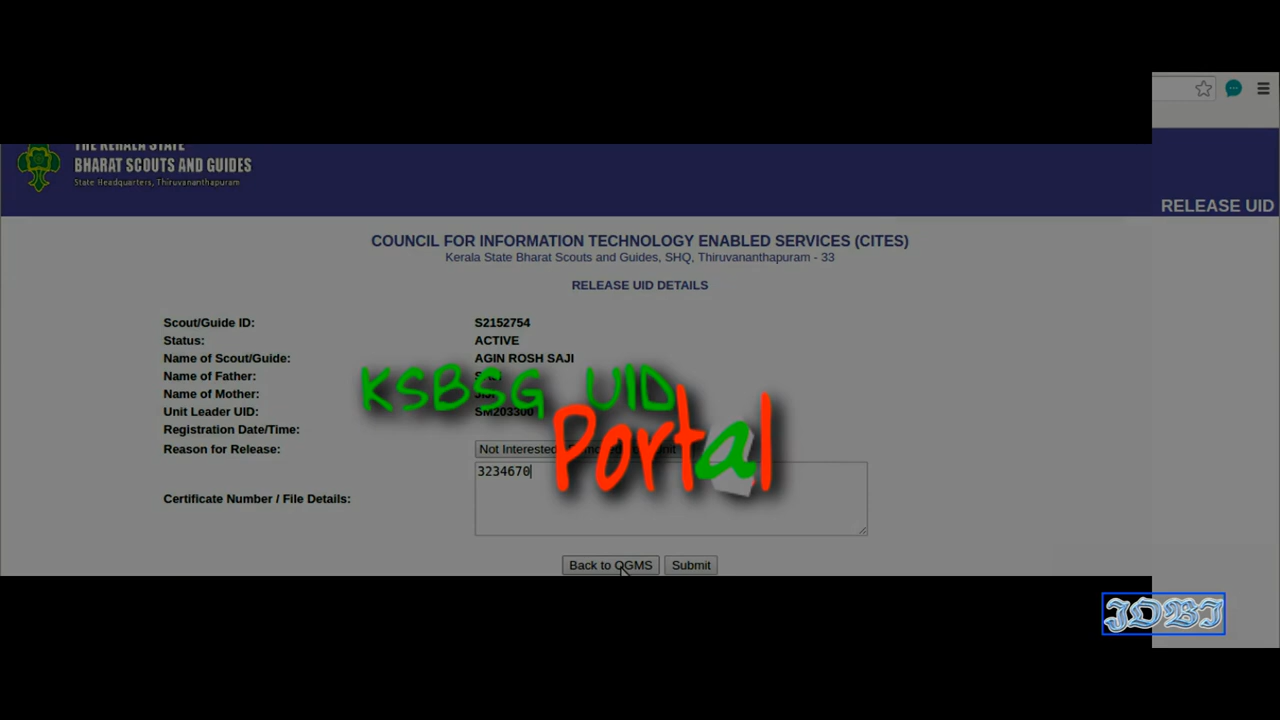 THE KERALA STATE
BHARAT SCOUTS AND GUIDES
State Headquarters, Thiruvananthapuram
RELEASE UID
COUNCIL FOR INFORMATION TECHNOLOGY ENABLED SERVICES (CITES)
Kerala State Bharat Scouts and Guides, SHQ, Thiruvananthapuram - 33
RELEASE UID DETAILS
Scout/Guide ID: S2152754
Status: ACTIVE
Name of Scout/Guide: AGIN ROSH SAJI
Name of Father:
Name of Mother:
Unit Leader UID: SM203300
Registration Date/Time:
Reason for Release: Not Interested
Certificate Number / File Details: 3234670
KSBSG UID
Portal
Back to OGMS Submit
JOBJ